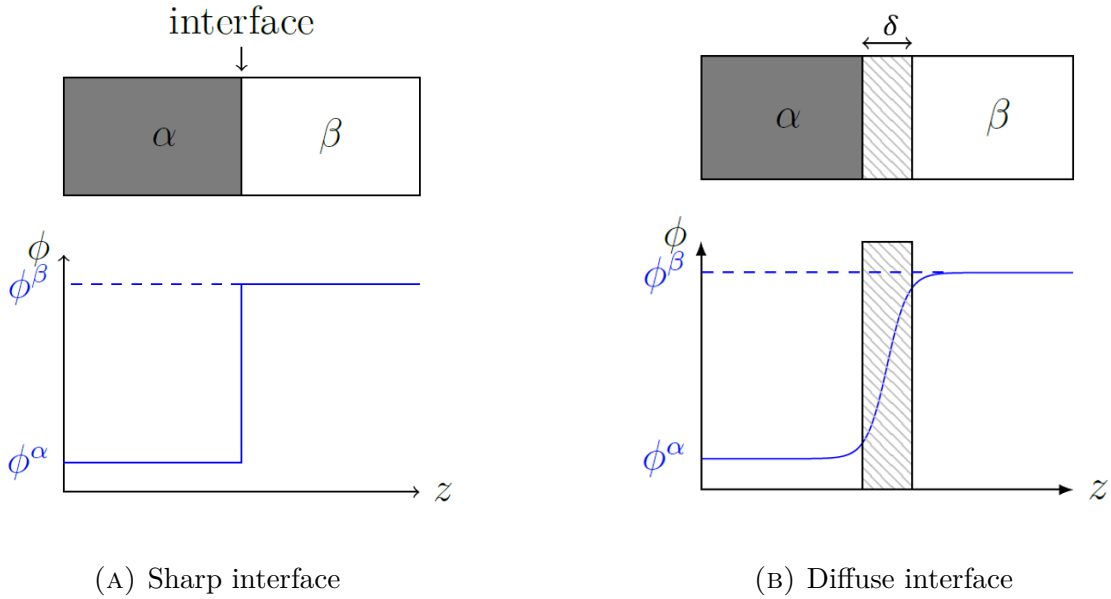 interface
α
β
ϕ
ϕ^β
ϕ^α
z
(A) Sharp interface
δ
α
β
ϕ
ϕ^β
ϕ^α
z
(B) Diffuse interface